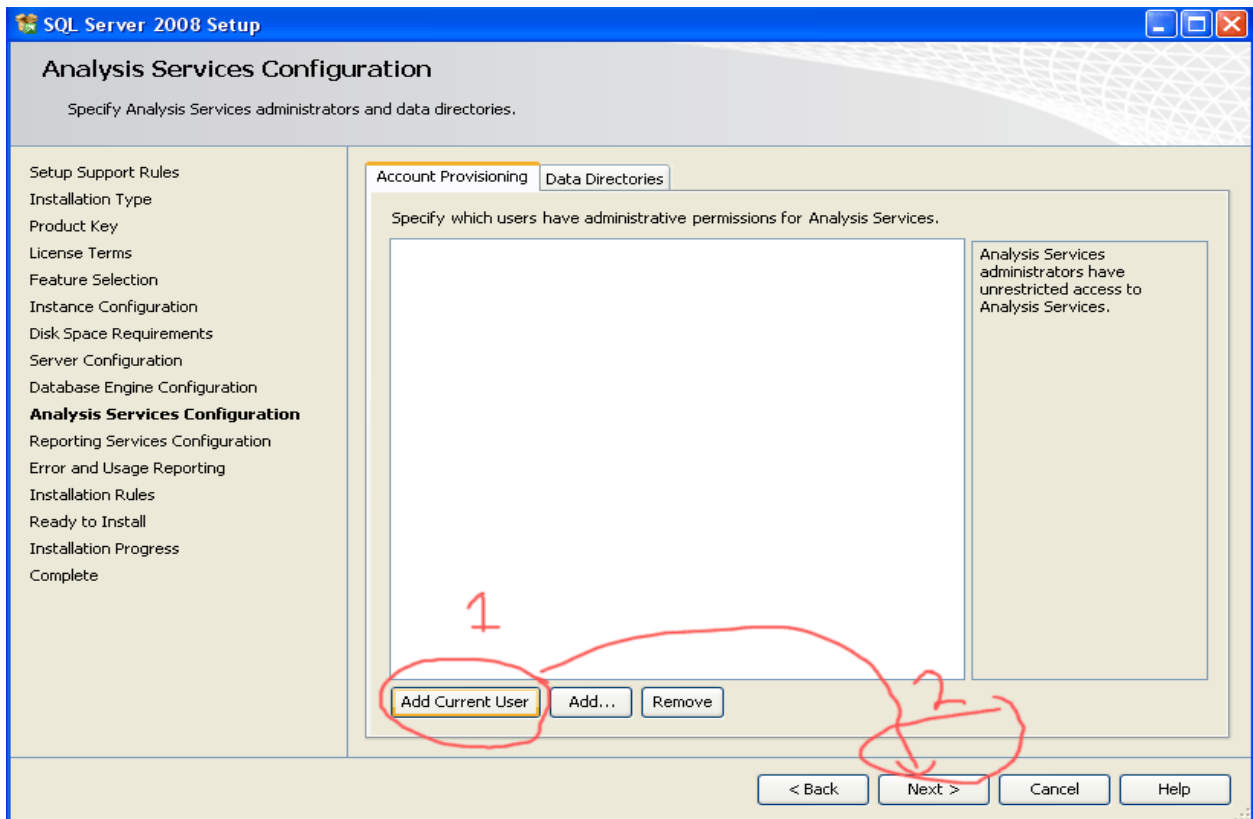 SQL Server 2008 Setup
Analysis Services Configuration
Specify Analysis Services administrators and data directories.
Setup Support Rules
Installation Type
Product Key
License Terms
Feature Selection
Instance Configuration
Disk Space Requirements
Server Configuration
Database Engine Configuration
Analysis Services Configuration
Reporting Services Configuration
Error and Usage Reporting
Installation Rules
Ready to Install
Installation Progress
Complete
Account Provisioning
Data Directories
Specify which users have administrative permissions for Analysis Services.
Analysis Services
administrators have
unrestricted access to
Analysis Services.
1
Add Current User
Add...
Remove
2
< Back
Next >
Cancel
Help